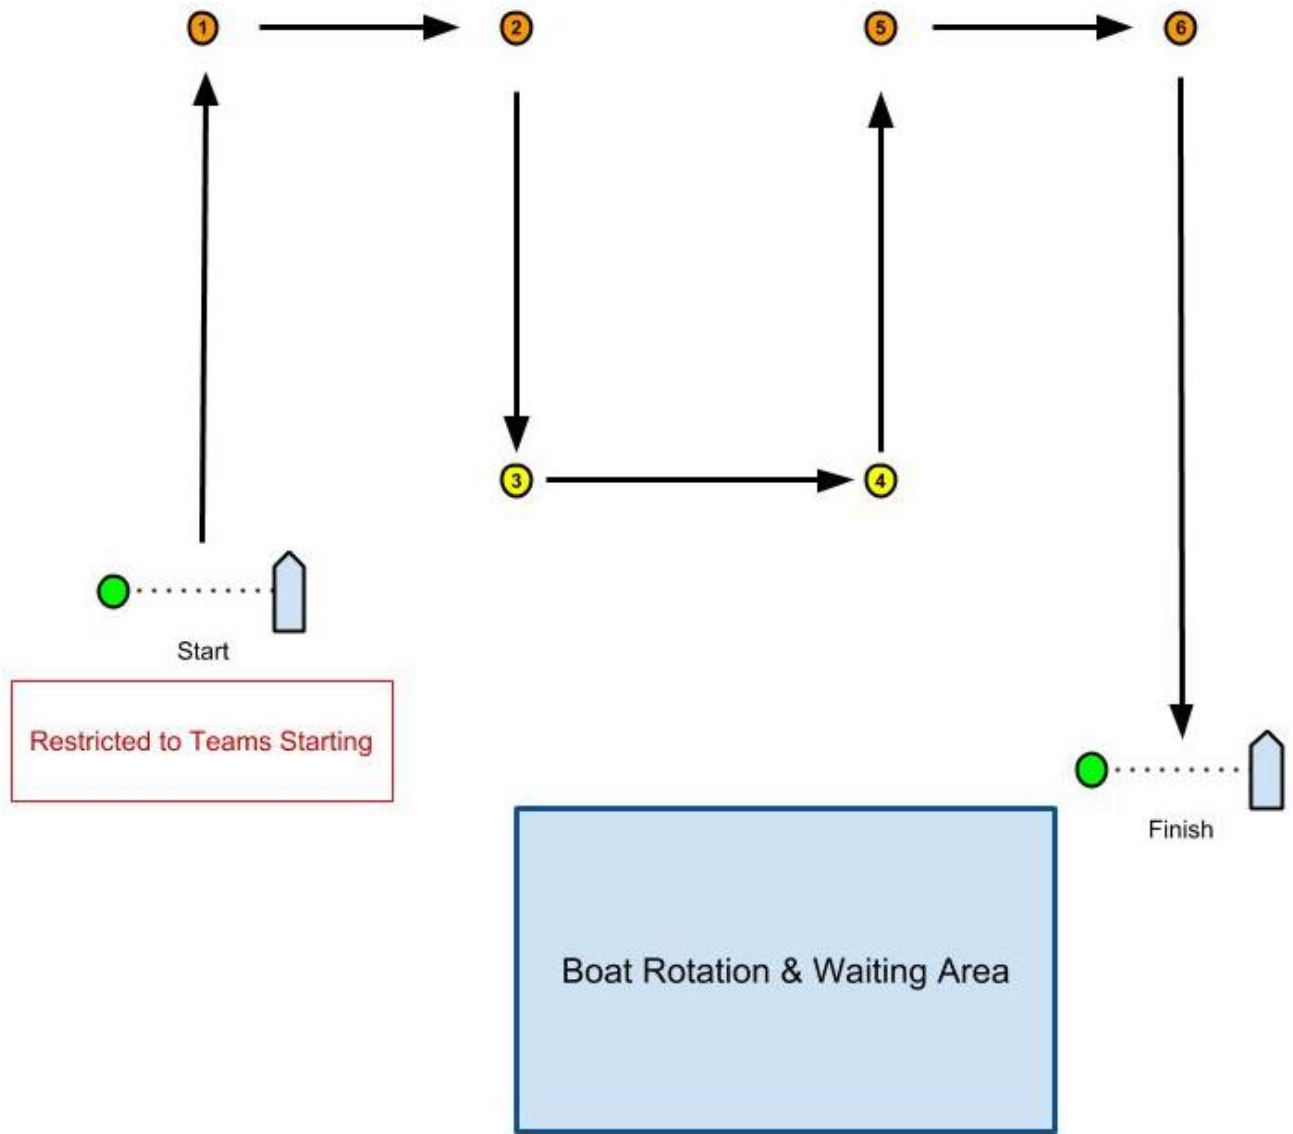 1
2
5
6
3
4
Start
Restricted to Teams Starting
Finish
Boat Rotation & Waiting Area